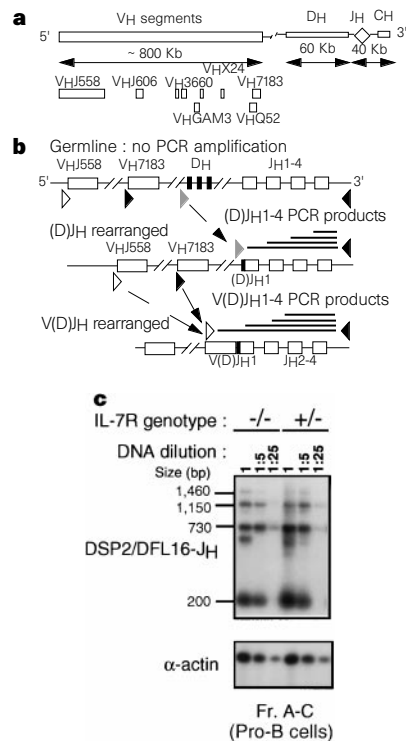 a
VH segments DH JH CH
5' 3'
~ 800 Kb 60 Kb 40 Kb
VHX24
VHJ558 VHJ606 VH3660 VH7183
VHGAM3 VHQ52
b
Germline : no PCR amplification
VHJ558 VH7183 DH JH1-4
5' 3'
(D)JH1-4 PCR products
(D)JH rearranged
VHJ558 VH7183
(D)JH1
V(D)JH1-4 PCR products
V(D)JH rearranged
V(D)JH1 JH2-4
c
IL-7R genotype : -/- +/-
DNA dilution : 1 1:5 1:25 1 1:5 1:25
Size (bp)
1,460
1,150
730
DSP2/DFL16-JH
200
α-actin
Fr. A-C
(Pro-B cells)